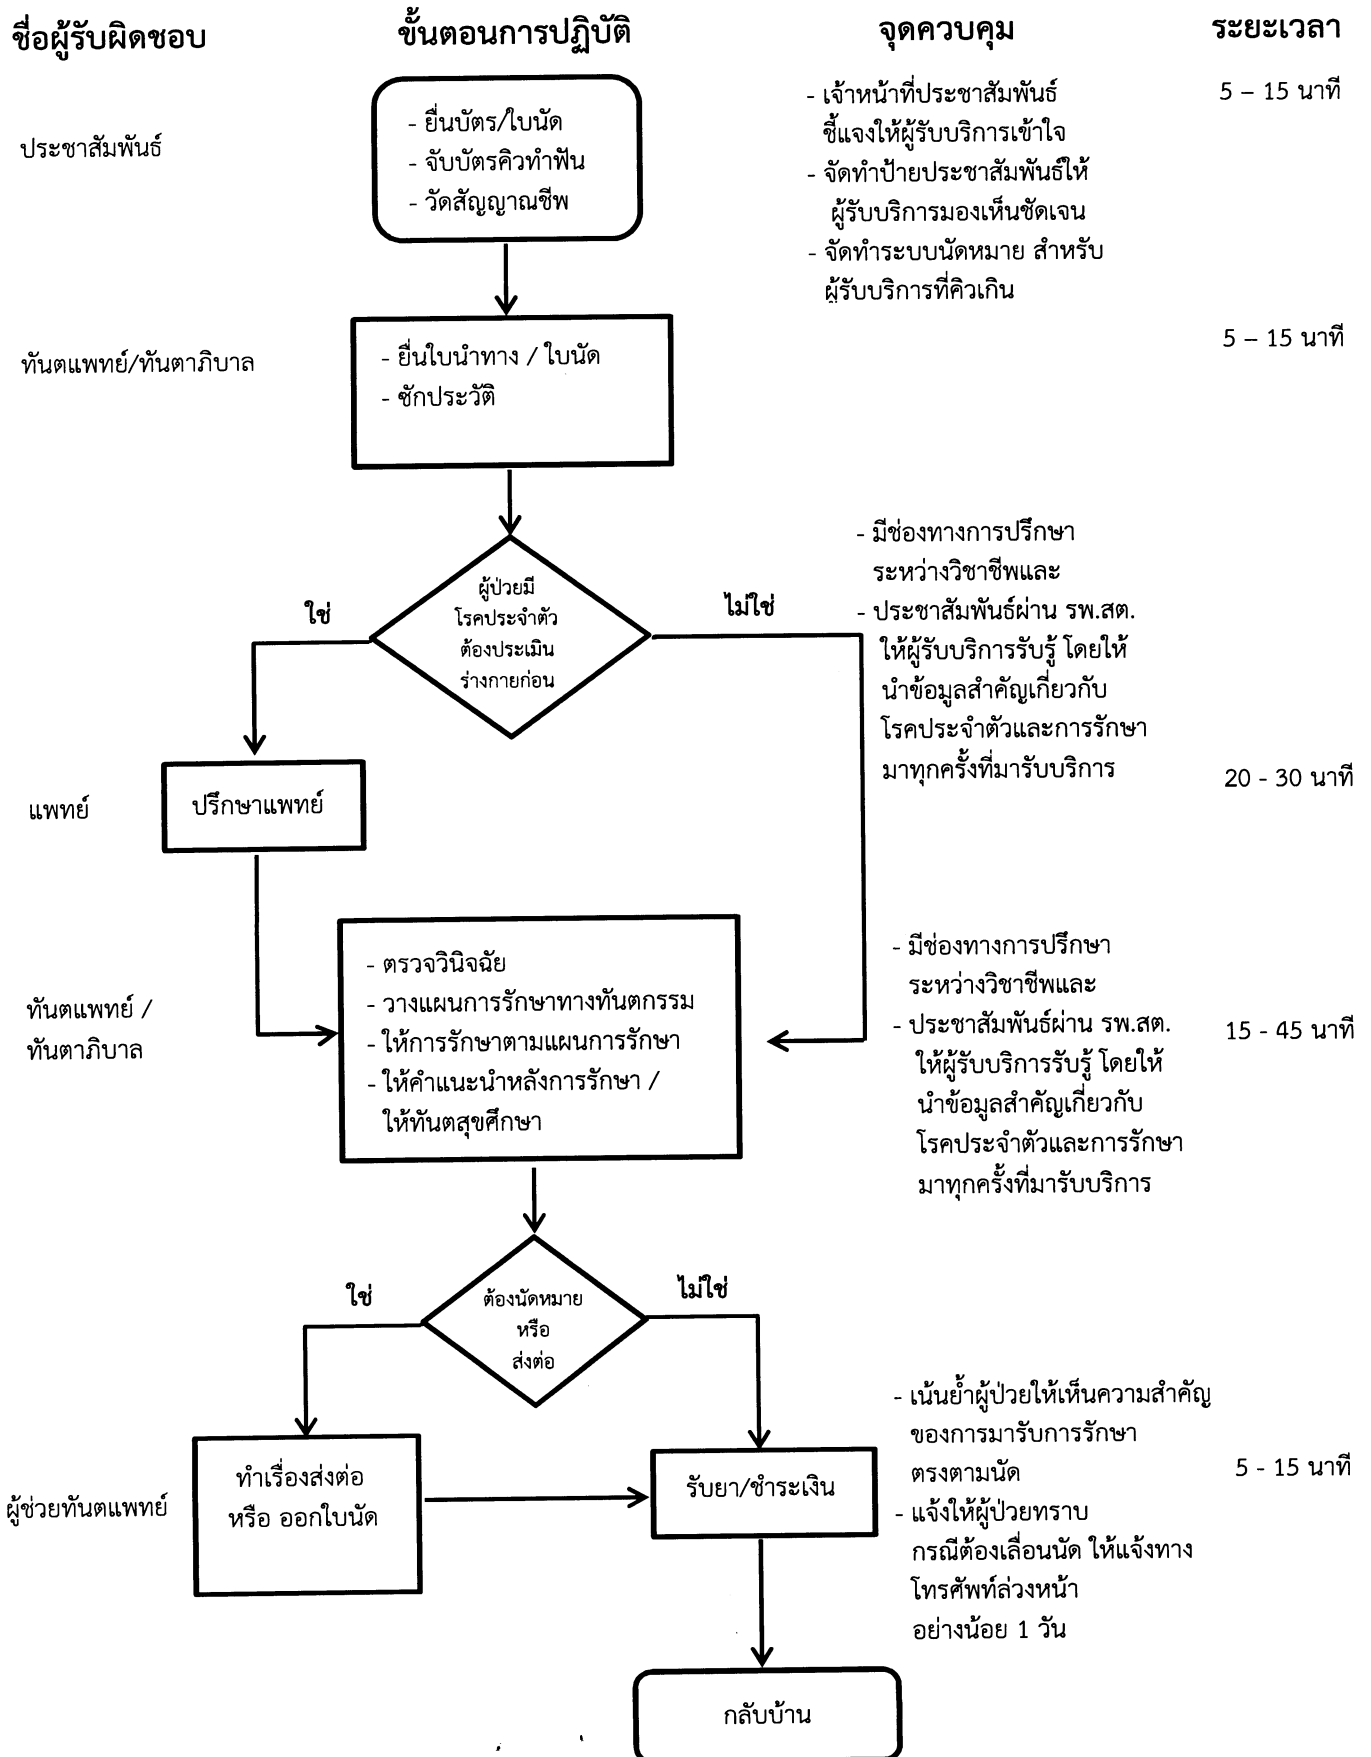 ชื่อผู้รับผิดชอบ
ขั้นตอนการปฏิบัติ
จุดควบคุม
ระยะเวลา
ประชาสัมพันธ์
- ยื่นบัตร/ใบนัด
- จับบัตรคิวทำฟัน
- วัดสัญญาณชีพ
- เจ้าหน้าที่ประชาสัมพันธ์
ชี้แจงให้ผู้รับบริการเข้าใจ
- จัดทำป้ายประชาสัมพันธ์ให้
ผู้รับบริการมองเห็นชัดเจน
- จัดทำระบบนัดหมาย สำหรับ
ผู้รับบริการที่คิวเกิน
5 – 15 นาที
ทันตแพทย์/ทันตาภิบาล
- ยื่นใบนำทาง / ใบนัด
- ซักประวัติ
5 – 15 นาที
ผู้ป่วยมี
โรคประจำตัว
ต้องประเมิน
ร่างกายก่อน
ใช่
ไม่ใช่
- มีช่องทางการปรึกษา
ระหว่างวิชาชีพและ
- ประชาสัมพันธ์ผ่าน รพ.สต.
ให้ผู้รับบริการรับรู้ โดยให้
นำข้อมูลสำคัญเกี่ยวกับ
โรคประจำตัวและการรักษา
มาทุกครั้งที่มารับบริการ
แพทย์
ปรึกษาแพทย์
20 - 30 นาที
ทันตแพทย์ /
ทันตาภิบาล
- ตรวจวินิจฉัย
- วางแผนการรักษาทางทันตกรรม
- ให้การรักษาตามแผนการรักษา
- ให้คำแนะนำหลังการรักษา /
ให้ทันตสุขศึกษา
- มีช่องทางการปรึกษา
ระหว่างวิชาชีพและ
- ประชาสัมพันธ์ผ่าน รพ.สต.
ให้ผู้รับบริการรับรู้ โดยให้
นำข้อมูลสำคัญเกี่ยวกับ
โรคประจำตัวและการรักษา
มาทุกครั้งที่มารับบริการ
15 - 45 นาที
ใช่
ไม่ใช่
ต้องนัดหมาย
หรือ
ส่งต่อ
ผู้ช่วยทันตแพทย์
ทำเรื่องส่งต่อ
หรือ ออกใบนัด
รับยา/ชำระเงิน
- เน้นย้ำผู้ป่วยให้เห็นความสำคัญ
ของการมารับการรักษา
ตรงตามนัด
- แจ้งให้ผู้ป่วยทราบ
กรณีต้องเลื่อนนัด ให้แจ้งทาง
โทรศัพท์ล่วงหน้า
อย่างน้อย 1 วัน
5 - 15 นาที
กลับบ้าน